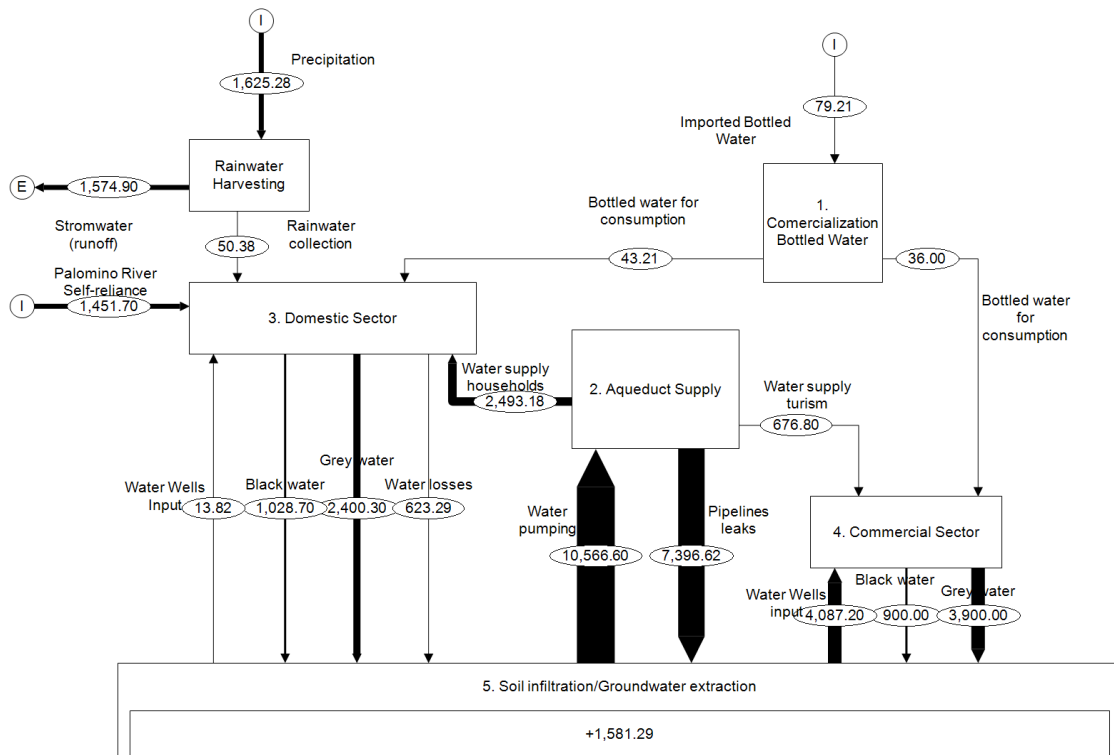 I
Precipitation
1,625.28
I
79.21
Imported Bottled
Water
Rainwater
Harvesting
E
1,574.90
Stromwater
(runoff)
50.38
Rainwater
collection
Bottled water for
consumption
43.21
1.
Comercialization
Bottled Water
36.00
Bottled water
for
consumption
Palomino River
Self-reliance
I
1,451.70
3. Domestic Sector
Water supply
households
2,493.18
2. Aqueduct Supply
Water supply
turism
676.80
Water Wells
Input
13.82
Black water
1,028.70
Grey water
2,400.30
Water losses
623.29
Water
pumping
10,566.60
Pipelines
leaks
7,396.62
4. Commercial Sector
Water Wells
input
4,087.20
Black water
900.00
Grey water
3,900.00
5. Soil infiltration/Groundwater extraction
+1,581.29